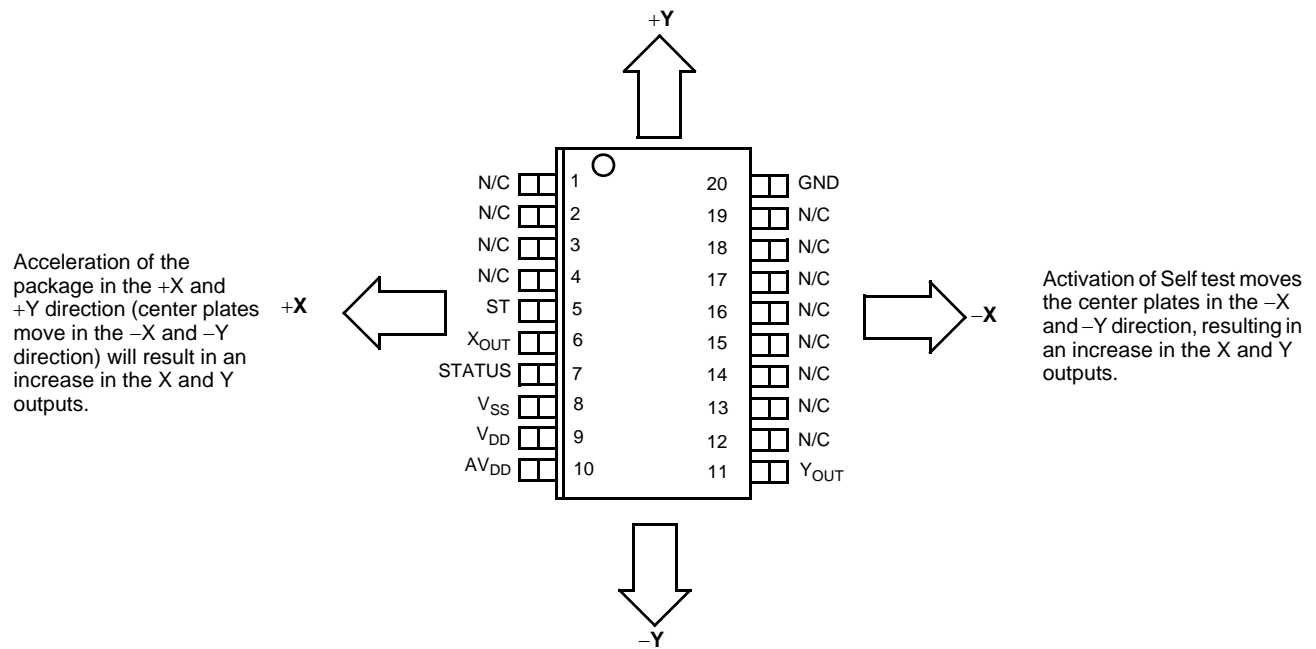 +Y
N/C 1 20 GND
N/C 2 19 N/C
N/C 3 18 N/C
N/C 4 17 N/C
ST 5 16 N/C
XOUT 6 15 N/C
STATUS 7 14 N/C
VSS 8 13 N/C
VDD 9 12 N/C
AVDD 10 11 YOUT
Acceleration of the
package in the +X and
+Y direction (center plates
move in the −X and −Y
direction) will result in an
increase in the X and Y
outputs.
+X
−X
Activation of Self test moves
the center plates in the −X
and −Y direction, resulting in
an increase in the X and Y
outputs.
−Y